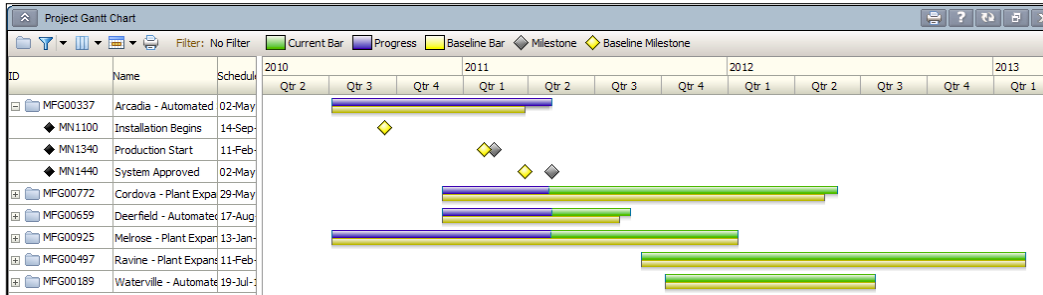 Project Gantt Chart
Filter: No Filter Current Bar Progress Baseline Bar Milestone Baseline Milestone
ID Name Schedul 2010 2011 2012 2013
Qtr 2 Qtr 3 Qtr 4 Qtr 1 Qtr 2 Qtr 3 Qtr 4 Qtr 1 Qtr 2 Qtr 3 Qtr 4 Qtr 1
MFG00337 Arcadia - Automated 02-May
MN1100 Installation Begins 14-Sep-
MN1340 Production Start 11-Feb-
MN1440 System Approved 02-May
MFG00772 Cordova - Plant Expa 29-May
MFG00659 Deerfield - Automated 17-Aug-
MFG00925 Melrose - Plant Expan 13-Jan-
MFG00497 Ravine - Plant Expans 11-Feb-
MFG00189 Waterville - Automate 19-Jul-1